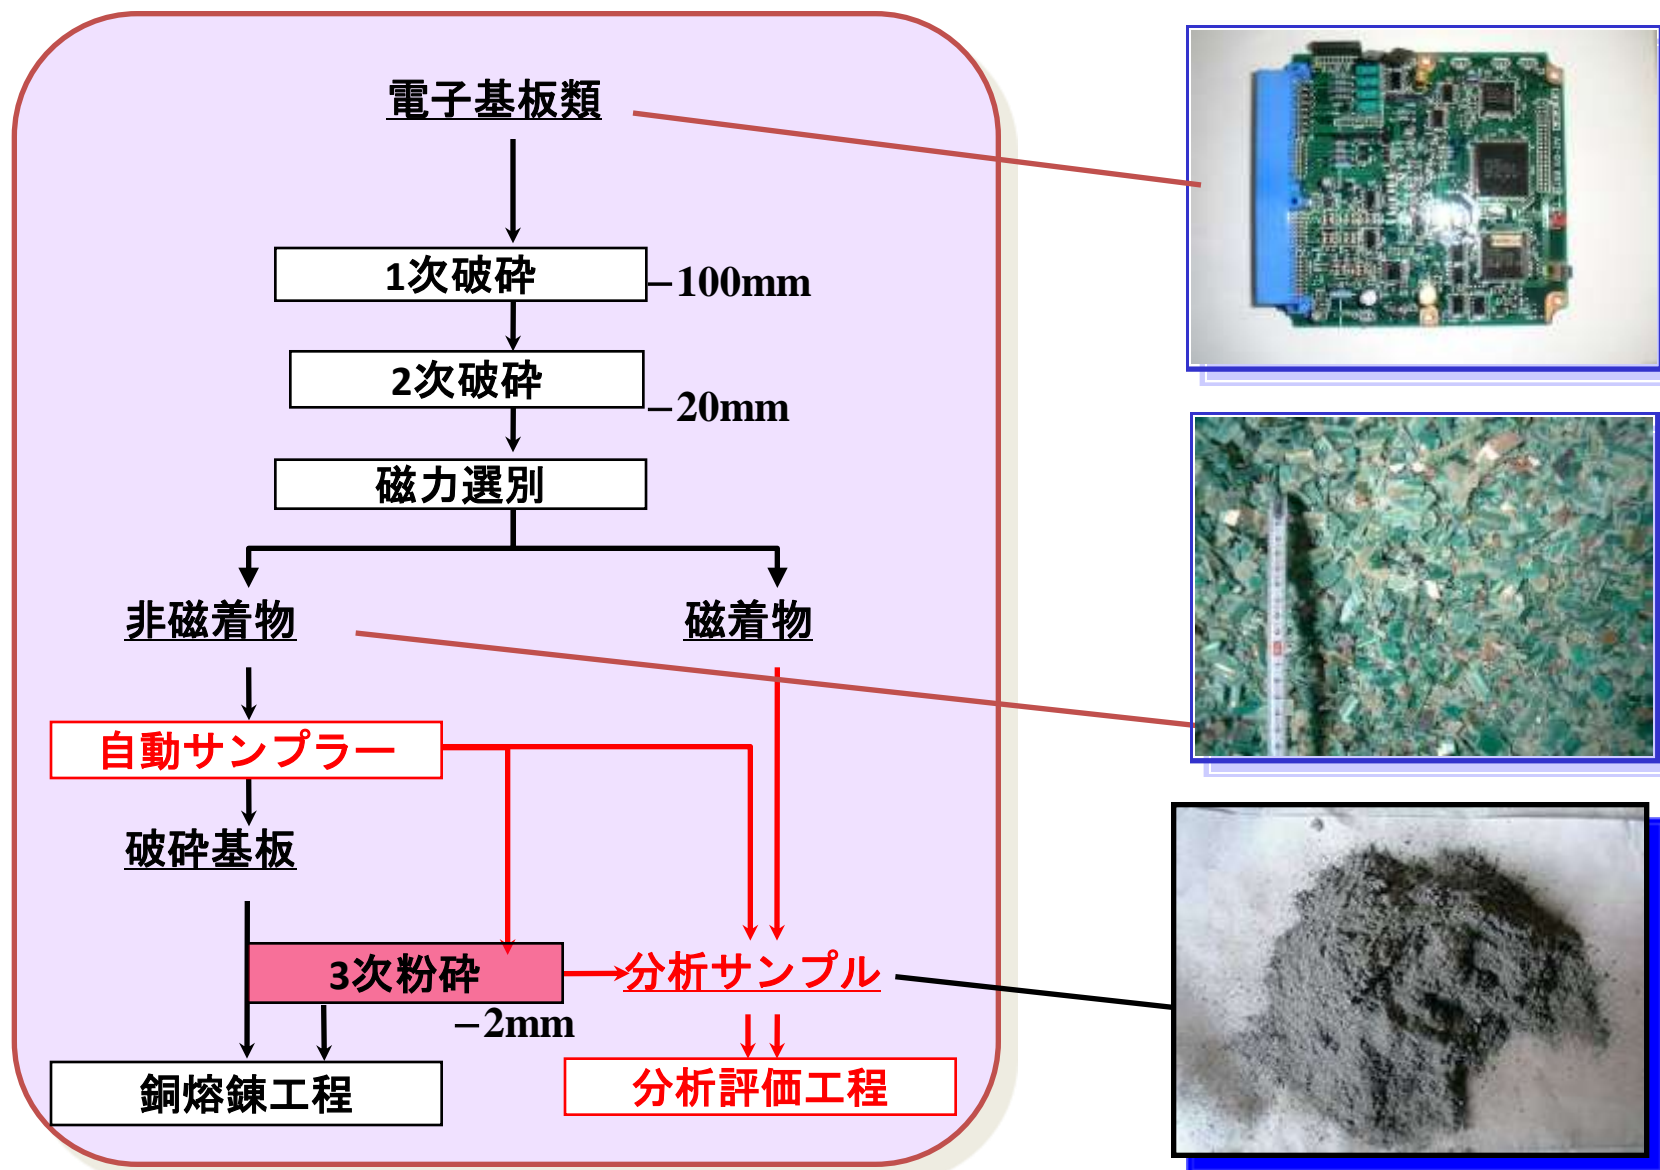 電子基板類
1次破砕
−100mm
2次破砕
−20mm
磁力選別
非磁着物
磁着物
自動サンプラー
破砕基板
3次粉砕
分析サンプル
−2mm
銅熔錬工程
分析評価工程